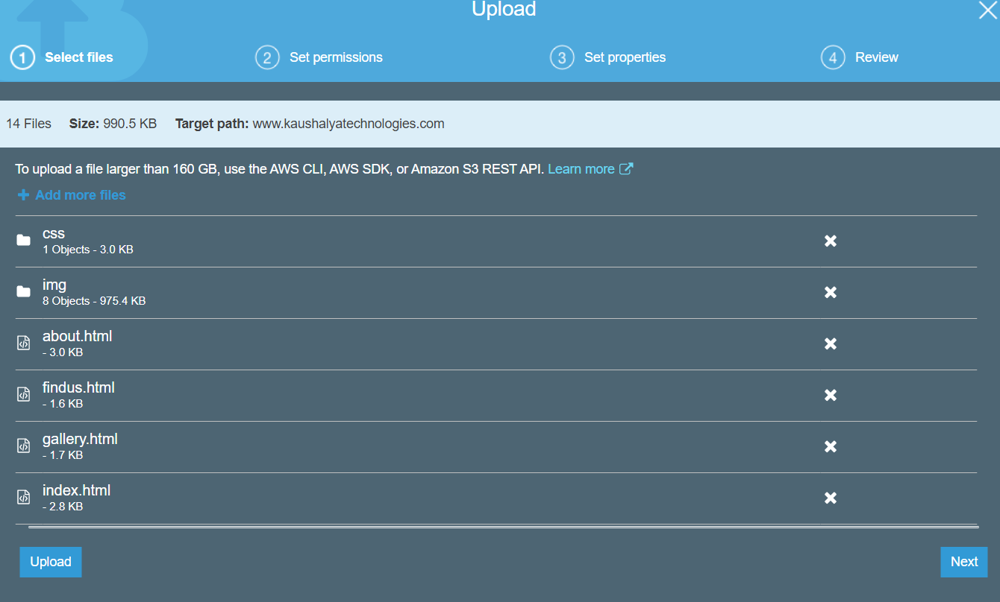 Upload
1 Select files
2 Set permissions
3 Set properties
4 Review
14 Files Size: 990.5 KB Target path: www.kaushalyatechnologies.com
To upload a file larger than 160 GB, use the AWS CLI, AWS SDK, or Amazon S3 REST API. Learn more
Add more files
css
1 Objects - 3.0 KB
img
8 Objects - 975.4 KB
about.html
- 3.0 KB
findus.html
- 1.6 KB
gallery.html
- 1.7 KB
index.html
- 2.8 KB
Upload
Next